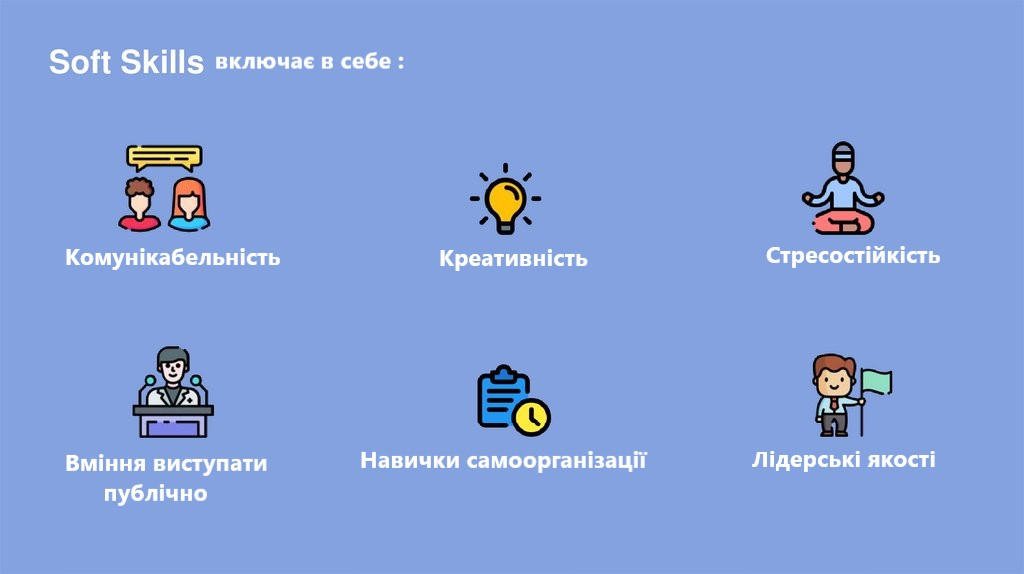 Soft Skills включає в себе :
Комунікабельність
Креативність
Стресостійкість
Вміння виступати
публічно
Навички самоорганізації
Лідерські якості